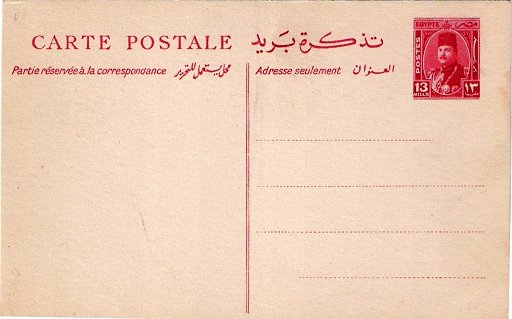 CARTE POSTALE تذكرة بريد
Partie réservée à la correspondance محل يستعمل للتحرير
Adresse seulement العنوان
EGYPTE مصر
POSTES
13 ١٣
MILLS